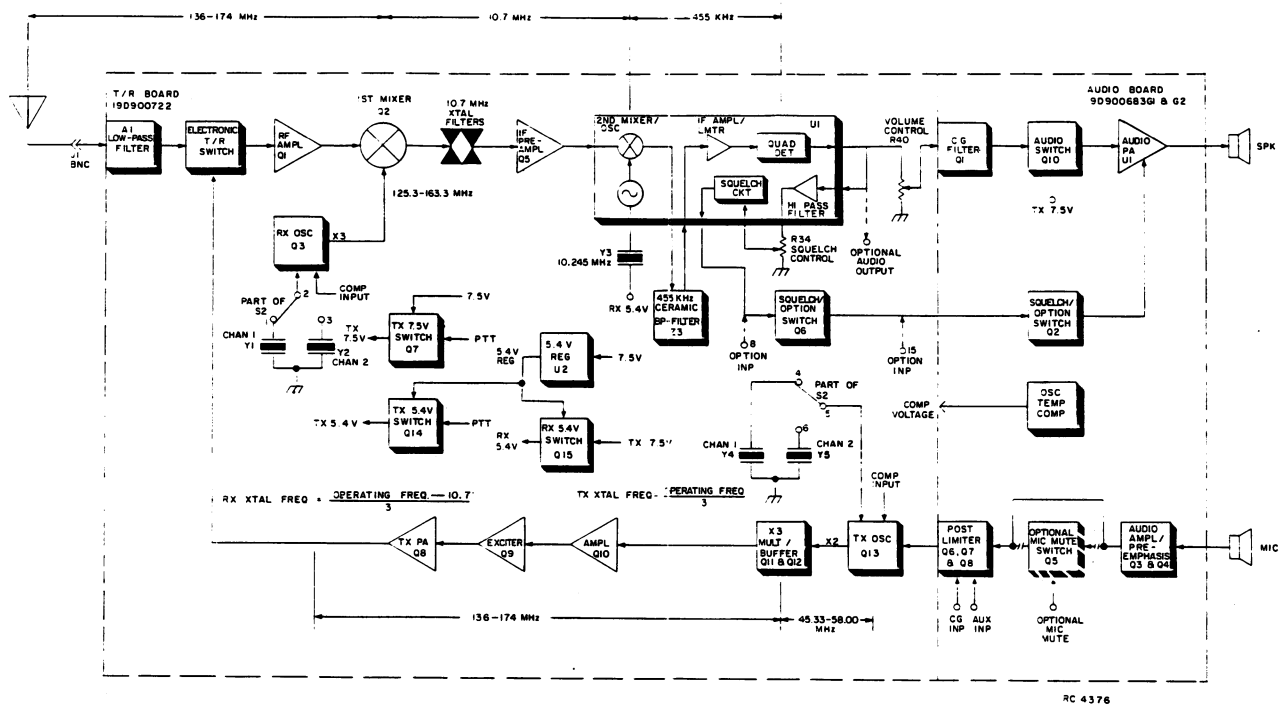 136-174 MHz
10.7 MHz
455 KHz
T/R BOARD
19D900722
AUDIO BOARD
9D900683G1 & G2
J1
BNC
A1
LOW-PASS
FILTER
ELECTRONIC
T/R
SWITCH
RF
AMPL
Q1
1ST MIXER
Q2
10.7 MHz
XTAL
FILTERS
IF
PRE-
AMPL
Q5
2ND MIXER/
OSC
IF AMPL/
LMTR
U1
QUAD
DET
SQUELCH
CKT
HI PASS
FILTER
VOLUME
CONTROL
R40
C G
FILTER
Q1
AUDIO
SWITCH
Q10
TX 7.5V
AUDIO
PA
U1
SPK
125.3-163.3 MHz
RX OSC
Q3
X3
COMP
INPUT
PART OF
S2
2
1
3
CHAN 1
Y1
Y2
CHAN 2
Y3
10.245 MHz
RX 5.4V
455 KHz
CERAMIC
BP-FILTER
Z3
R34
SQUELCH
CONTROL
OPTIONAL
AUDIO
OUTPUT
SQUELCH/
OPTION
SWITCH
Q6
8
OPTION
INP
15
OPTION
INP
SQUELCH/
OPTION
SWITCH
Q2
7.5V
TX
7.5V
TX 7.5V
SWITCH
Q7
PTT
5.4V
REG
5.4V
REG
U2
7.5V
TX 5.4V
TX 5.4V
SWITCH
Q14
PTT
RX
5.4V
RX 5.4V
SWITCH
Q15
TX 7.5V
4
PART OF
S2
5
6
CHAN 1
Y4
CHAN 2
Y5
COMP
VOLTAGE
OSC
TEMP
COMP
RX XTAL FREQ = OPERATING FREQ.—10.7
3
TX XTAL FREQ- PERATING FREQ
3
COMP
INPUT
TX PA
Q8
EXCITER
Q9
AMPL
Q10
X3
MULT/
BUFFER
Q11 & Q12
X2
TX OSC
Q13
POST
LIMITER
Q6,Q7
& Q8
OPTIONAL
MIC MUTE
SWITCH
Q5
AUDIO
AMPL/
PRE-
EMPHASIS
Q3 & Q4
MIC
136-174 MHz
45.33-58.00
MHz
CG
INP
AUX
INP
OPTIONAL
MIC
MUTE
RC 4376